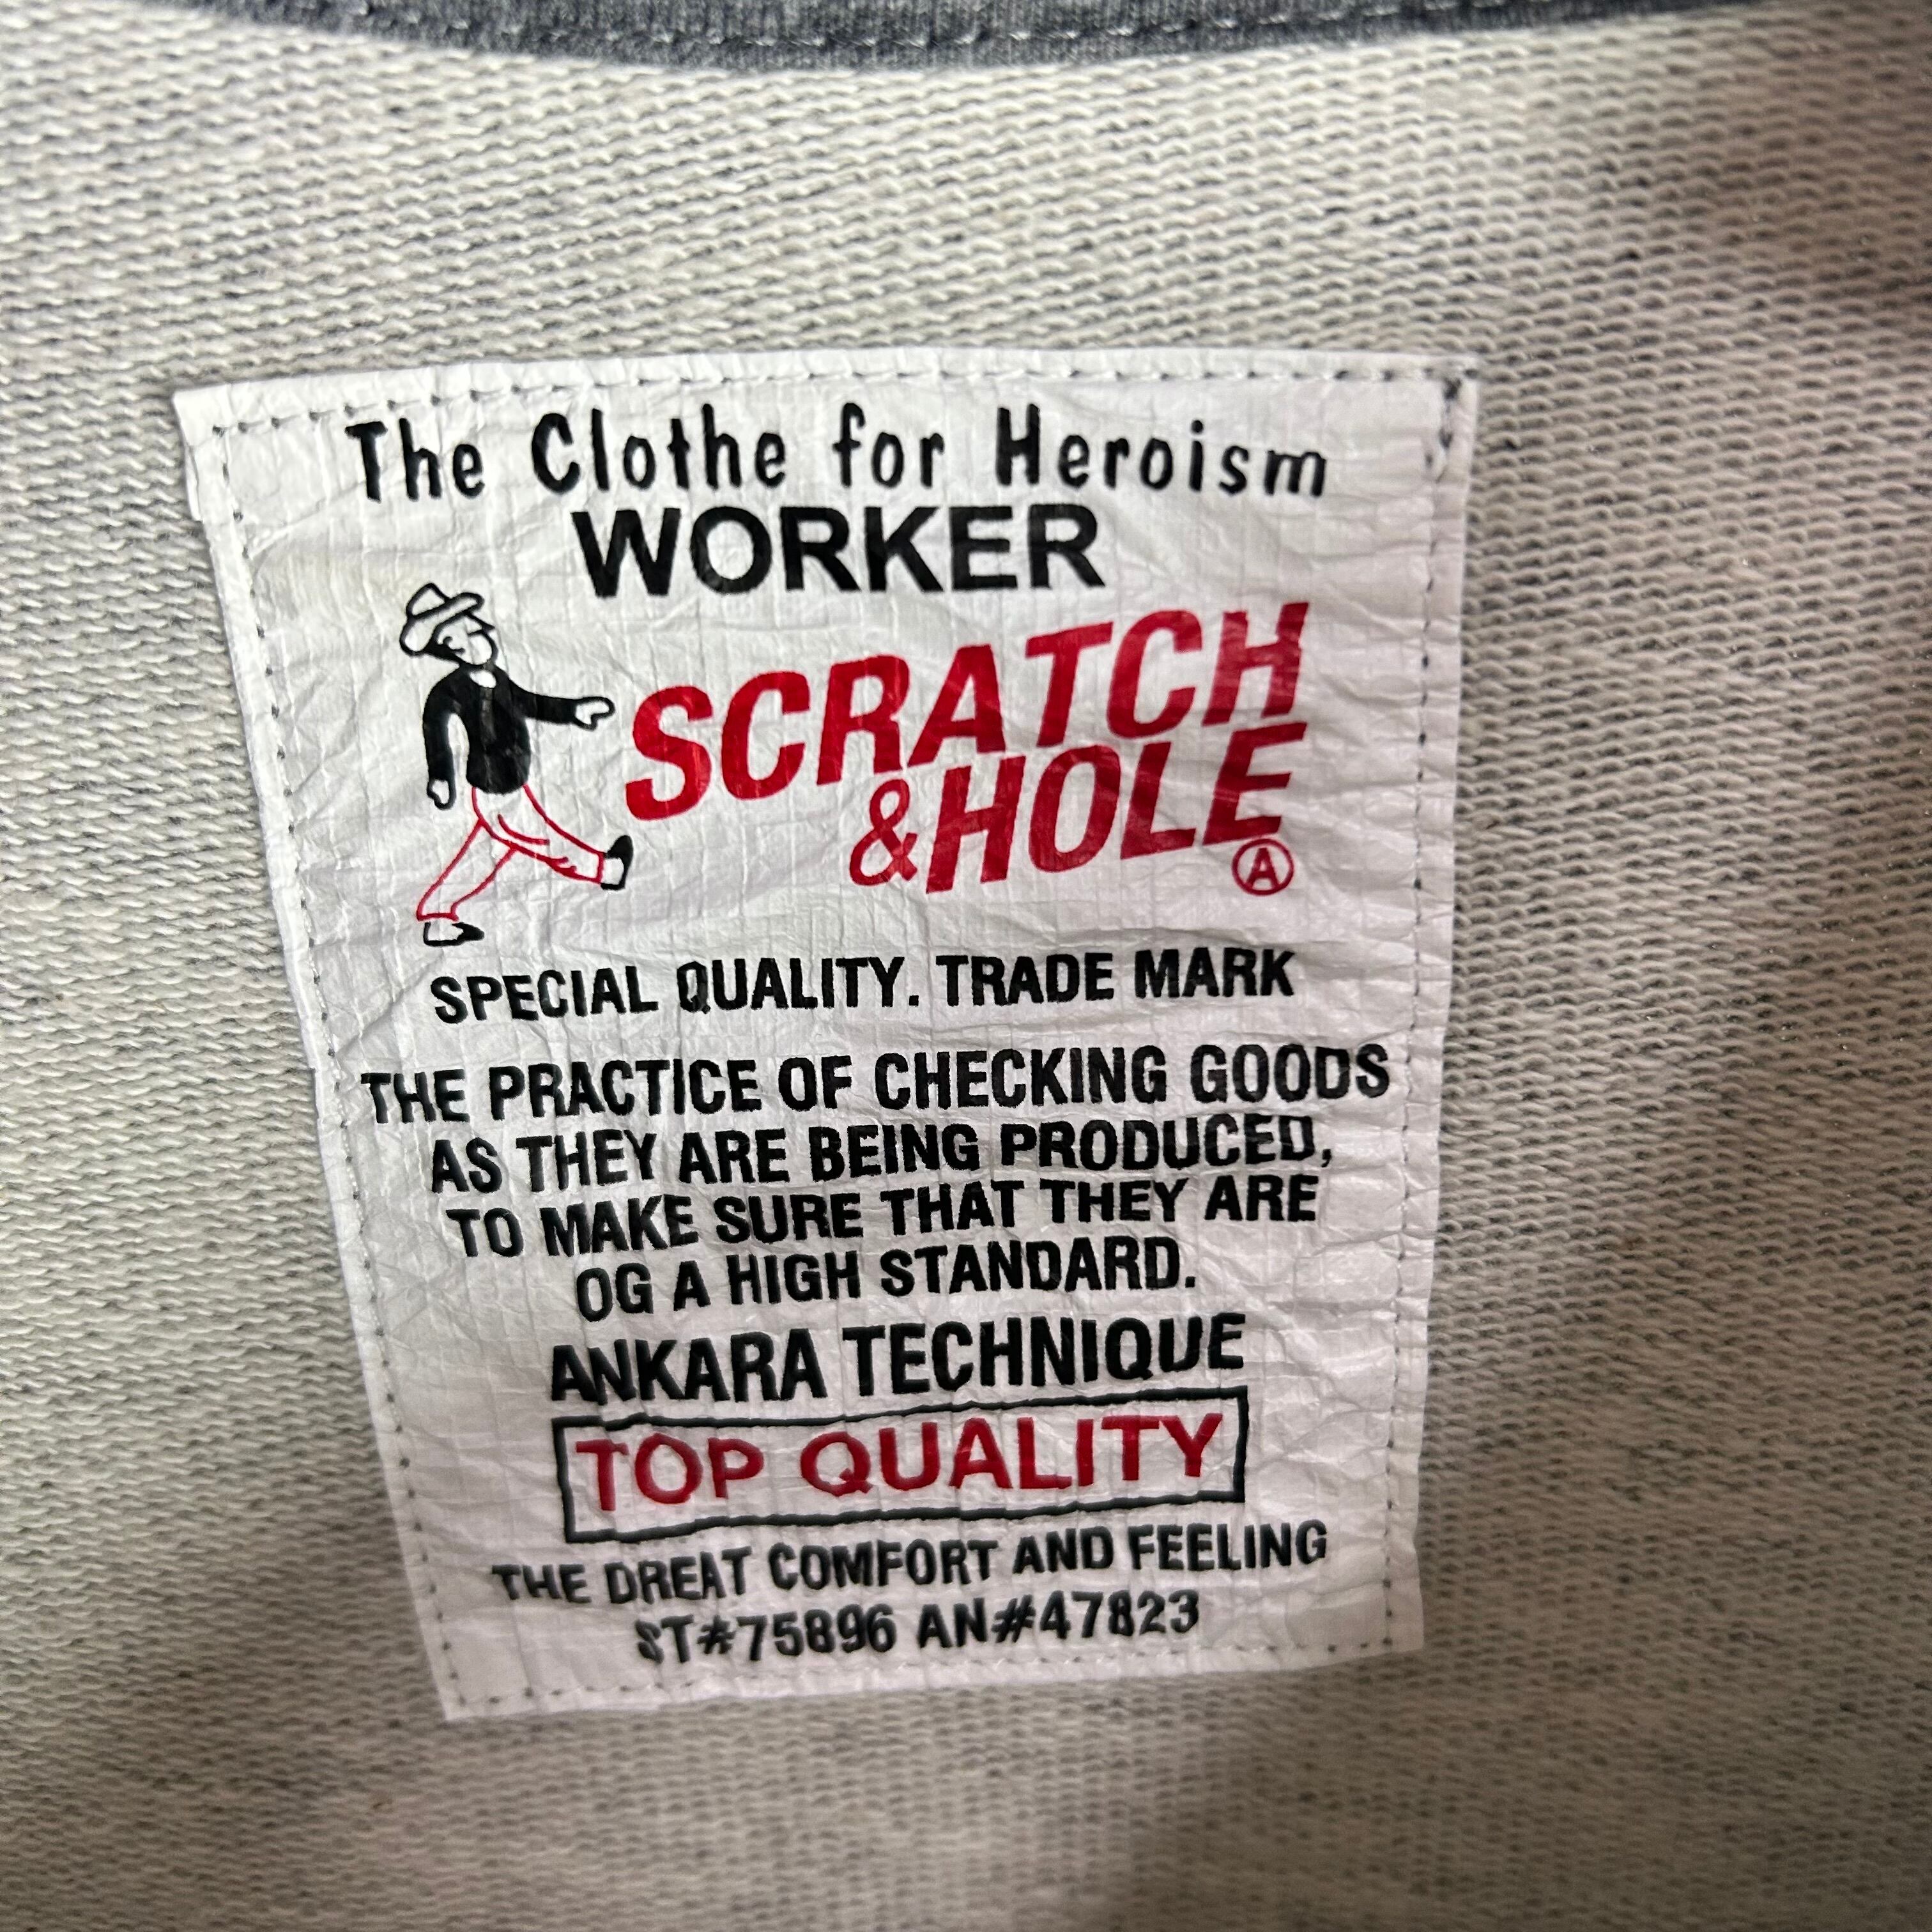 The Clothe for Heroism
WORKER
SCRATCH
&HOLE
Ⓐ
SPECIAL QUALITY. TRADE MARK
THE PRACTICE OF CHECKING GOODS
AS THEY ARE BEING PRODUCED,
TO MAKE SURE THAT THEY ARE
OG A HIGH STANDARD.
ANKARA TECHNIQUE
TOP QUALITY
THE DREAT COMFORT AND FEELING
ST#75896 AN#47823